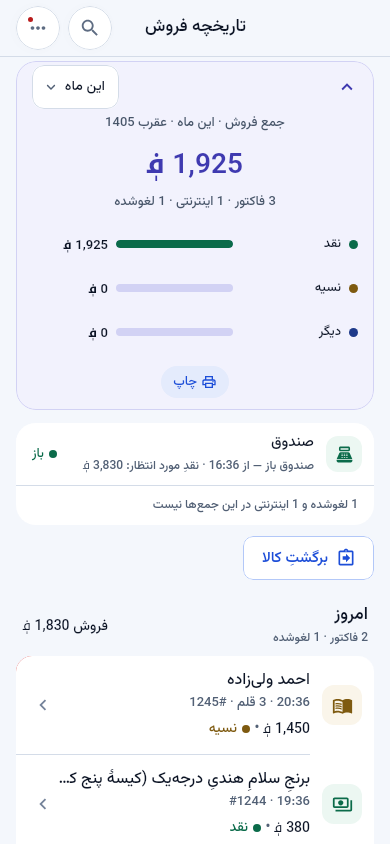 تاریخچه فروش
این ماه
جمع فروش · این ماه · عقرب 1405
1,925 ؋
3 فاکتور · 1 اینترنتی · 1 لغوشده
نقد 1,925 ؋
نسیه 0 ؋
دیگر 0 ؋
چاپ
صندوق
باز
صندوق باز — از 16:36 · نقدِ مورد انتظار: 3,830 ؋
1 لغوشده و 1 اینترنتی در این جمع‌ها نیست
برگشتِ کالا
امروز
فروش 1,830 ؋
2 فاکتور · 1 لغوشده
احمد ولی‌زاده
20:36 · 3 قلم · #1245
1,450 ؋ • نسیه
برنجِ سلامِ هندیِ درجه‌یک (کیسهٔ پنج ک...
19:36 · #1244
380 ؋ • نقد